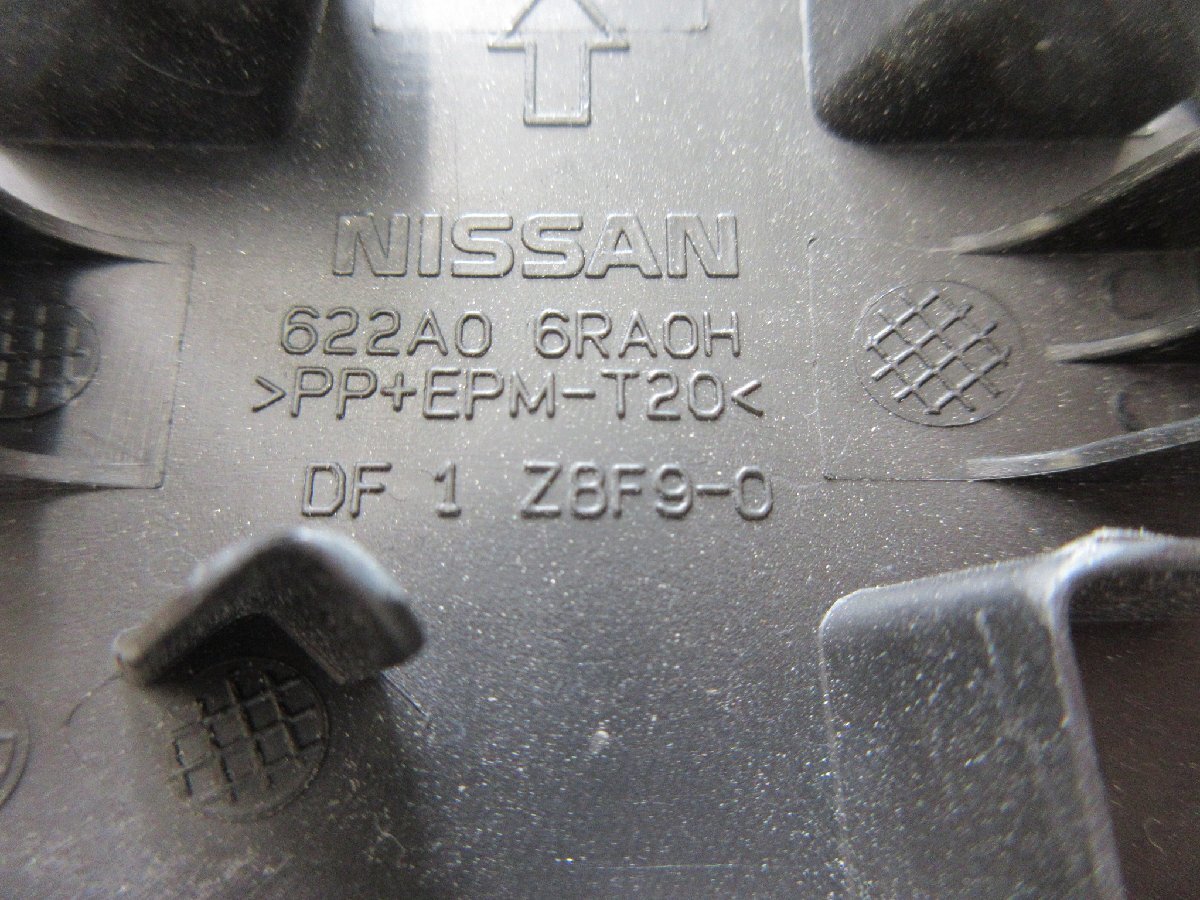 NISSAN
622A0 6RA0H
>PP+EPM-T20<
DF 1 Z8F9-0